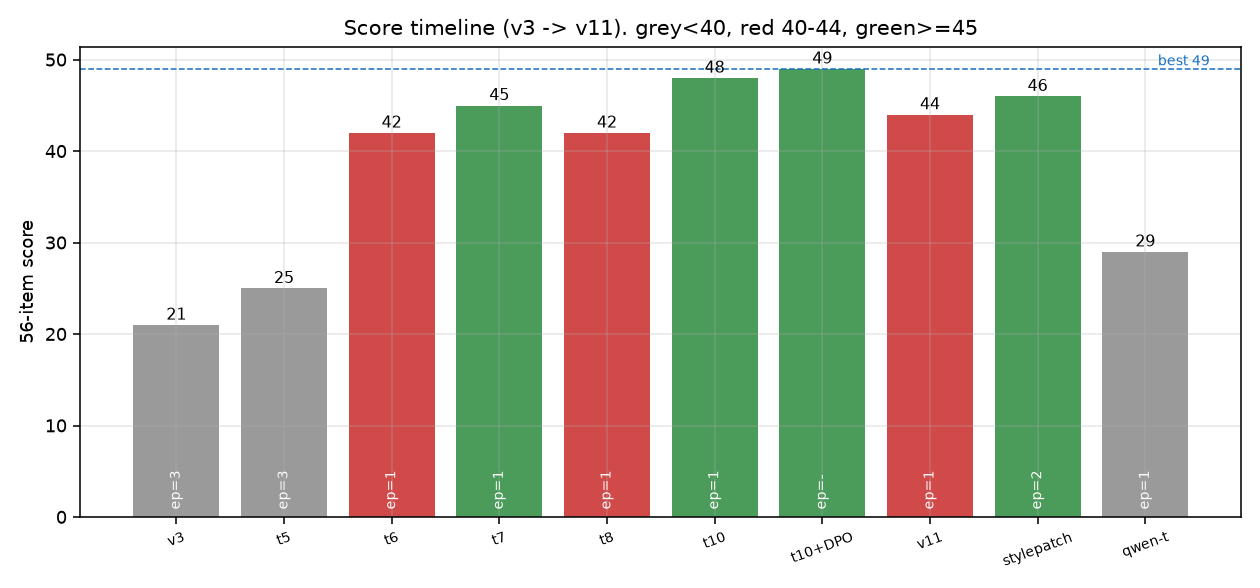 Score timeline (v3 -> v11). grey<40, red 40-44, green>=45
best 49
56-item score
50
40
30
20
10
0
21
25
42
45
42
48
49
44
46
29
ep=3
ep=3
ep=1
ep=1
ep=1
ep=1
ep=-
ep=1
ep=2
ep=1
v3
t5
t6
t7
t8
t10
t10+DPO
v11
stylepatch
qwen-t